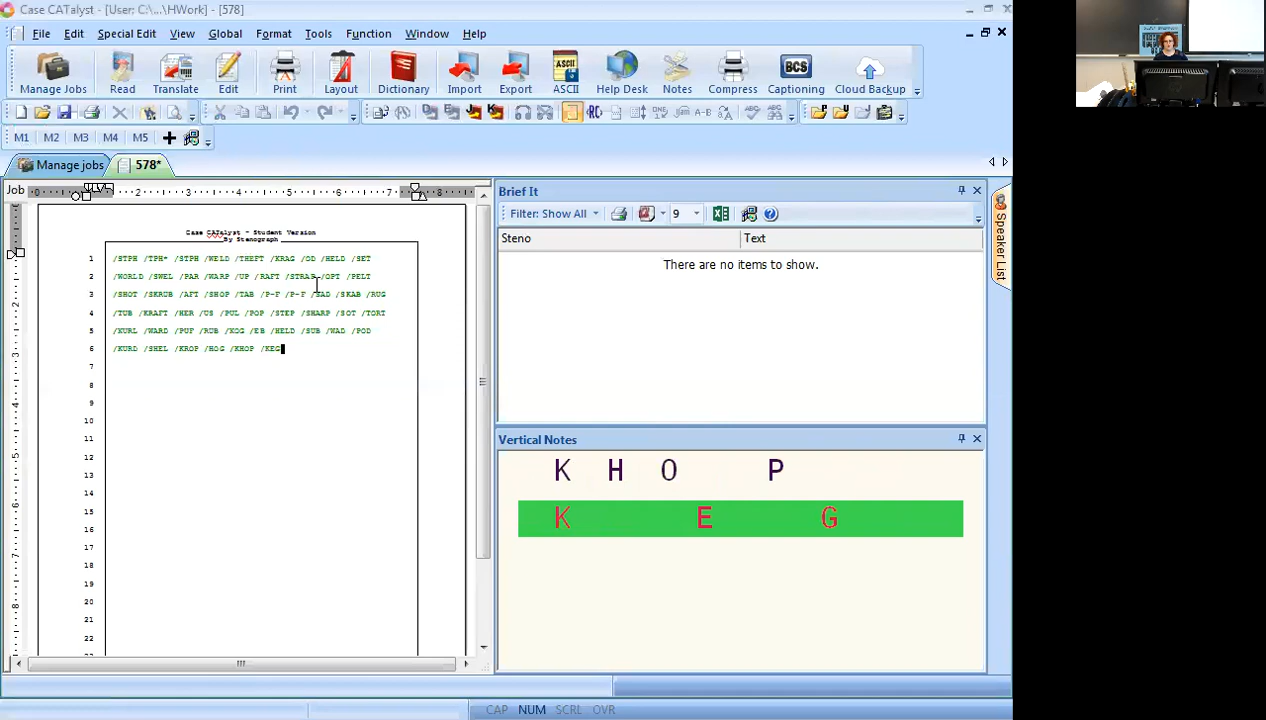 Case CATalyst - [User: C:\...\HWork] - [578]
File Edit Special Edit View Global Format Tools Function Window Help
Manage Jobs Read Translate Edit Print Layout Dictionary Import Export ASCII Help Desk Notes Compress BCS Captioning Cloud Backup
M1 M2 M3 M4 M5
Manage jobs 578*
Job
Brief It
Filter: Show All 9
Steno Text
There are no items to show.
Speaker List
Case CATalyst - Student Version
By Stenograph
1 /STPH /TPH* /STPH /WELD /THEFT /KRAG /OD /HELD /SET
2 /WORLD /SWEL /PAR /WARP /UP /RAFT /STRAP /OPT /PELT
3 /SHOT /SKRUB /AFT /SHOP /TAB /P-F /P-F /SAD /SKAB /RUG
4 /TUB /KRAFT /HER /US /PUL /POP /STEP /SHARP /SOT /TORT
5 /KURL /WARD /PUF /RUB /KOG /EB /HELD /SUB /WAD /POD
6 /KURD /SHEL /KROP /HOG /KHOP /KEG
7
8
9
10
11
12
13
14
15
16
17
18
19
20
21
22
Vertical Notes
K H O P
K E G
CAP NUM SCRL OVR